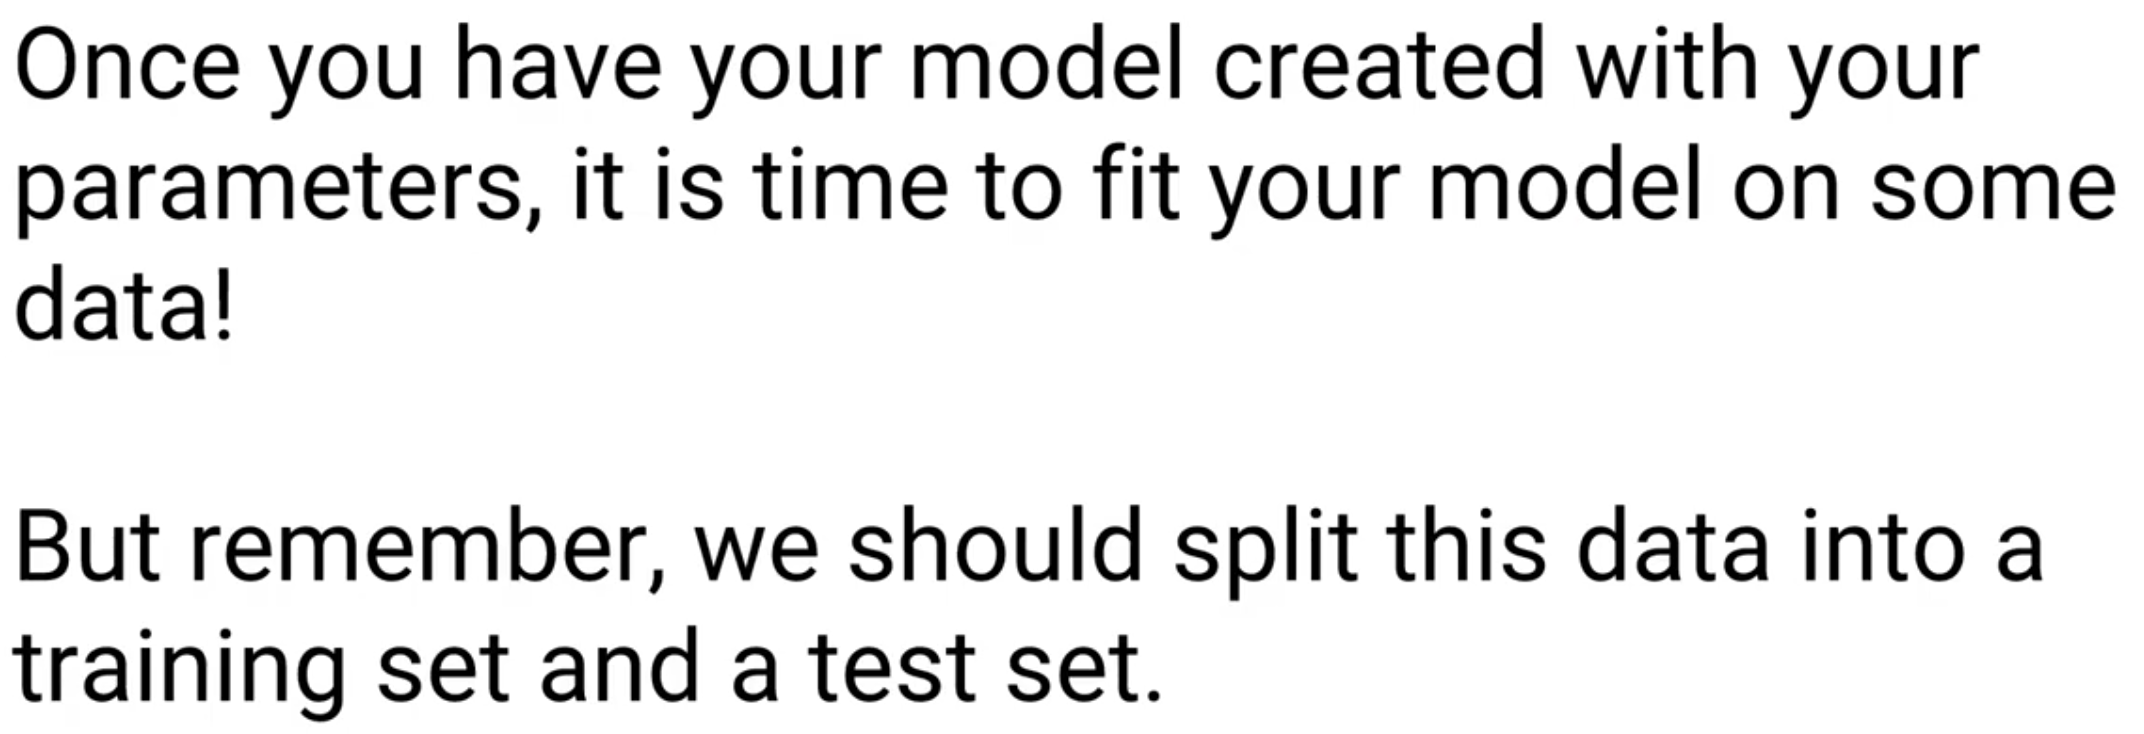 Once you have your model created with your
parameters, it is time to fit your model on some
data!
But remember, we should split this data into a
training set and a test set.